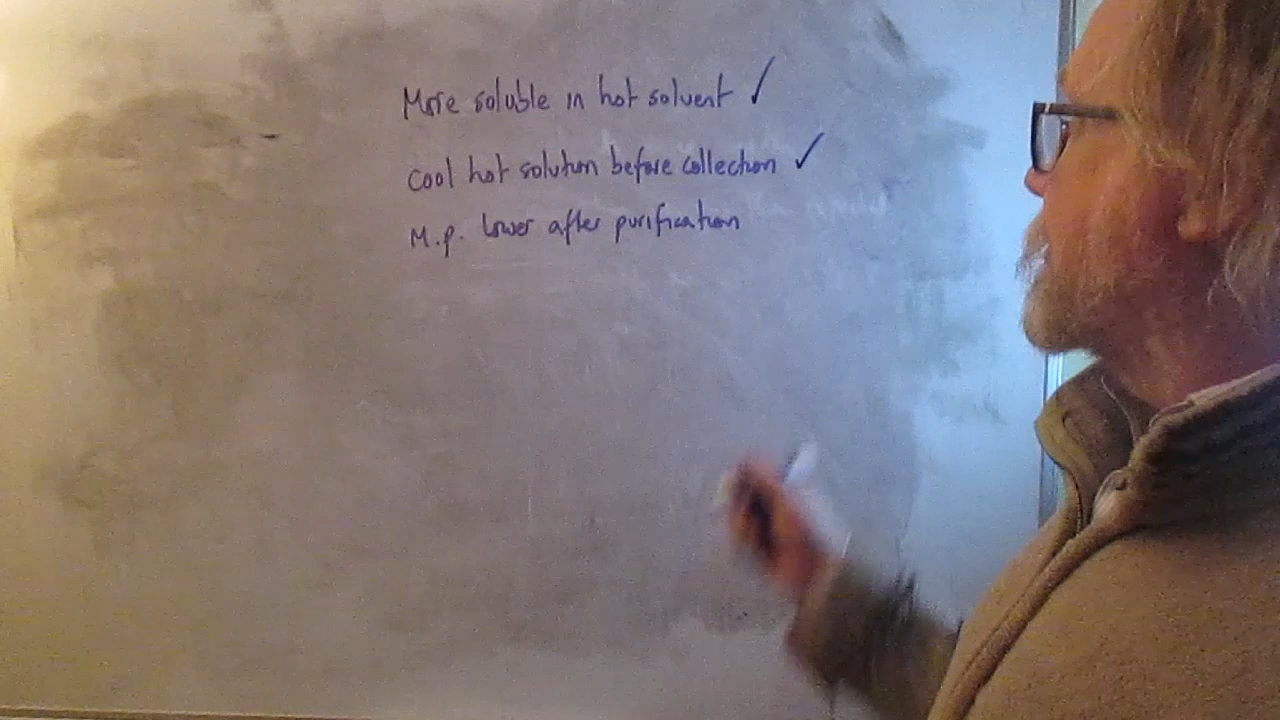 More soluble in hot solvent ✓
Cool hot solution before collection ✓
M.p. lower after purification